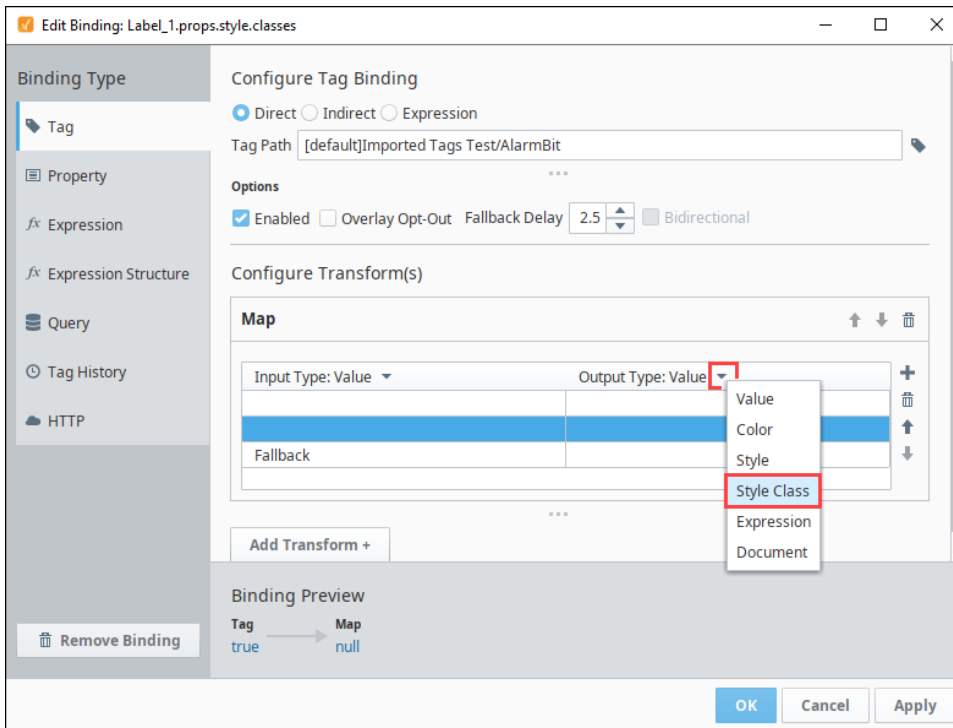 Edit Binding: Label_1.props.style.classes
Binding Type
Tag
Property
fx Expression
fx Expression Structure
Query
Tag History
HTTP
Remove Binding
Configure Tag Binding
Direct Indirect Expression
Tag Path [default]Imported Tags Test/AlarmBit
Options
Enabled Overlay Opt-Out Fallback Delay 2.5 Bidirectional
Configure Transform(s)
Map
Input Type: Value Output Type: Value
Fallback
Value
Color
Style
Style Class
Expression
Document
Add Transform +
Binding Preview
Tag Map
true null
OK Cancel Apply